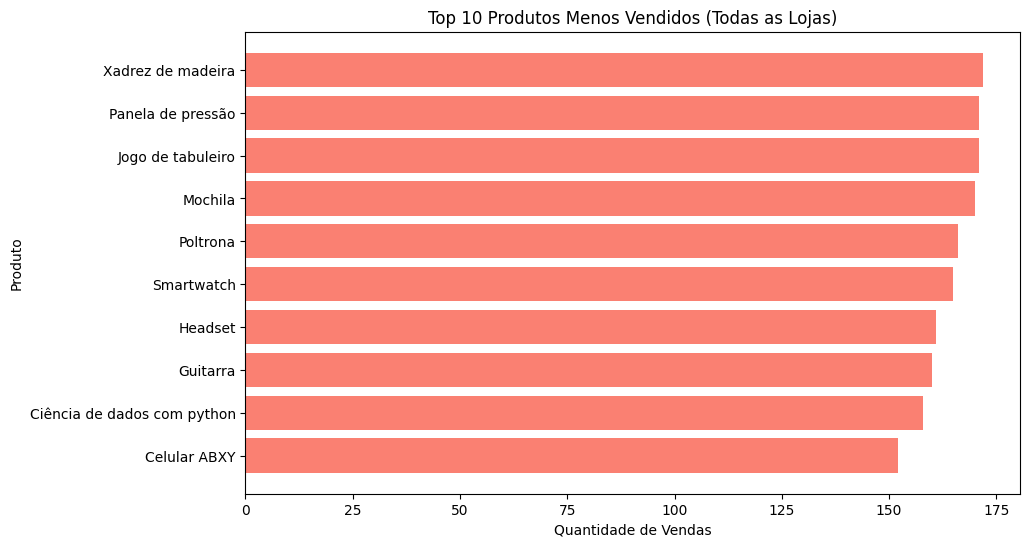 Top 10 Produtos Menos Vendidos (Todas as Lojas)
Produto
Xadrez de madeira
Panela de pressão
Jogo de tabuleiro
Mochila
Poltrona
Smartwatch
Headset
Guitarra
Ciência de dados com python
Celular ABXY
0 25 50 75 100 125 150 175
Quantidade de Vendas